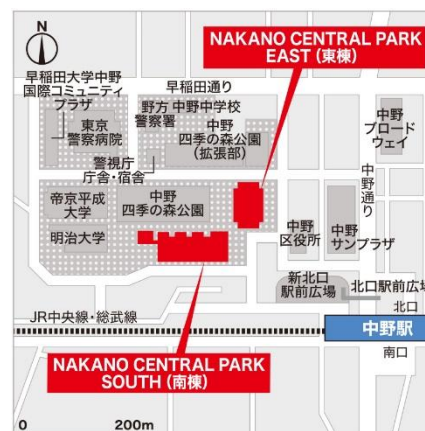 N
NAKANO CENTRAL PARK
EAST (東棟)
早稲田大学中野
国際コミュニティ
プラザ
早稲田通り
野方
警察署
中野中学校
東京
警察病院
中野
四季の森公園
(拡張部)
中野
ブロード
ウェイ
警視庁
庁舎・宿舎
中野通り
帝京平成
大学
中野
四季の森公園
明治大学
中野
区役所
中野
サンプラザ
新北口
駅前広場
北口駅前広場
北口
JR中央線・総武線
中野駅
南口
NAKANO CENTRAL PARK
SOUTH (南棟)
0
200m